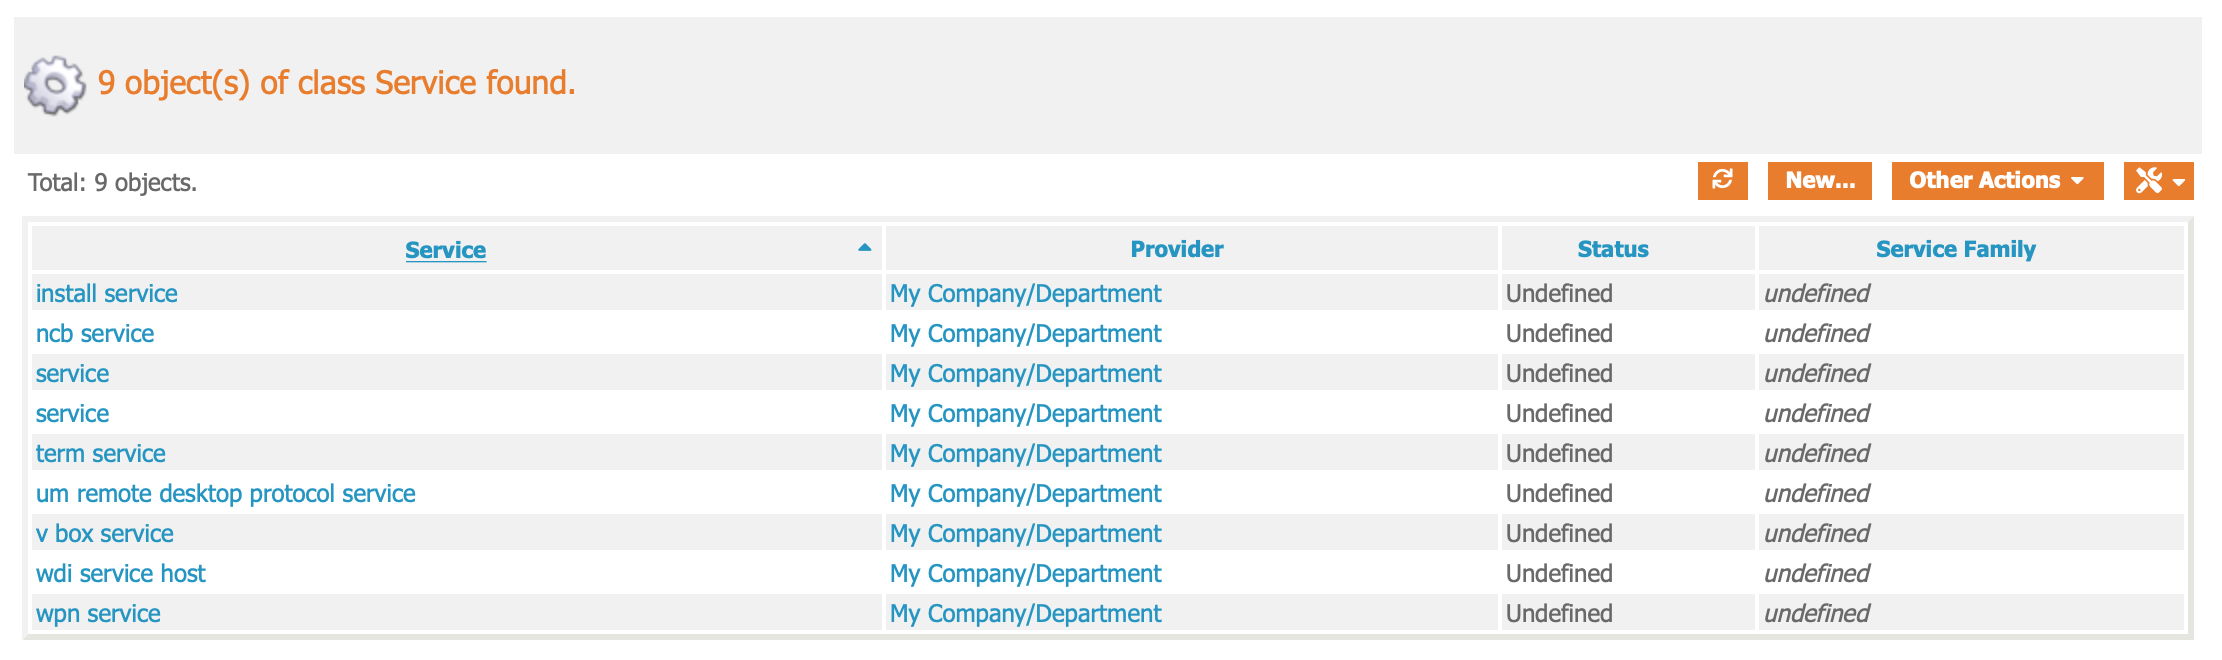 9 object(s) of class Service found.
Total: 9 objects.
New...
Other Actions
Service Provider Status Service Family
install service My Company/Department Undefined undefined
ncb service My Company/Department Undefined undefined
service My Company/Department Undefined undefined
service My Company/Department Undefined undefined
term service My Company/Department Undefined undefined
um remote desktop protocol service My Company/Department Undefined undefined
v box service My Company/Department Undefined undefined
wdi service host My Company/Department Undefined undefined
wpn service My Company/Department Undefined undefined